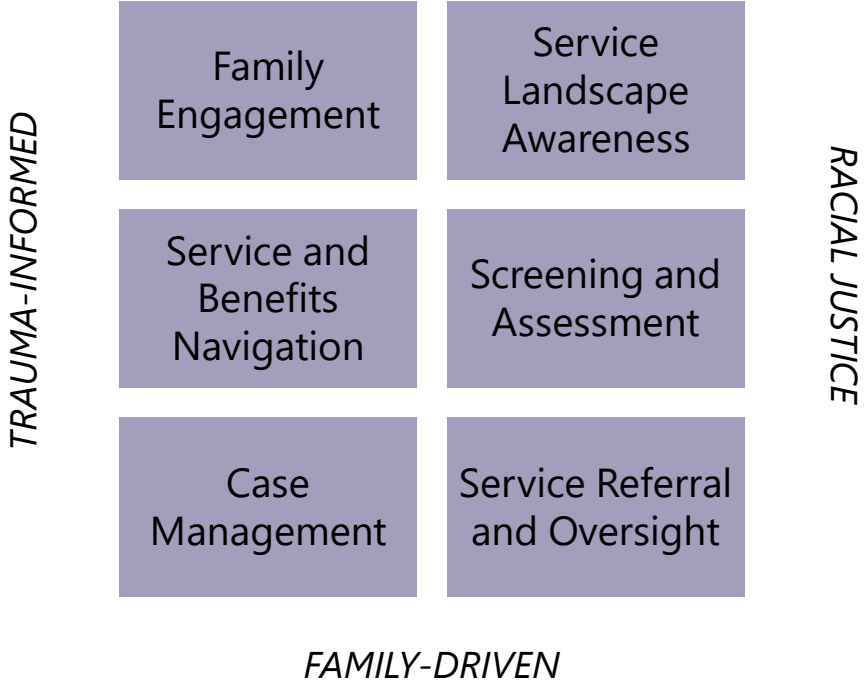 Family
Engagement
Service
Landscape
Awareness
TRAUMA-INFORMED
RACIAL JUSTICE
Service and
Benefits
Navigation
Screening and
Assessment
Case
Management
Service Referral
and Oversight
FAMILY-DRIVEN